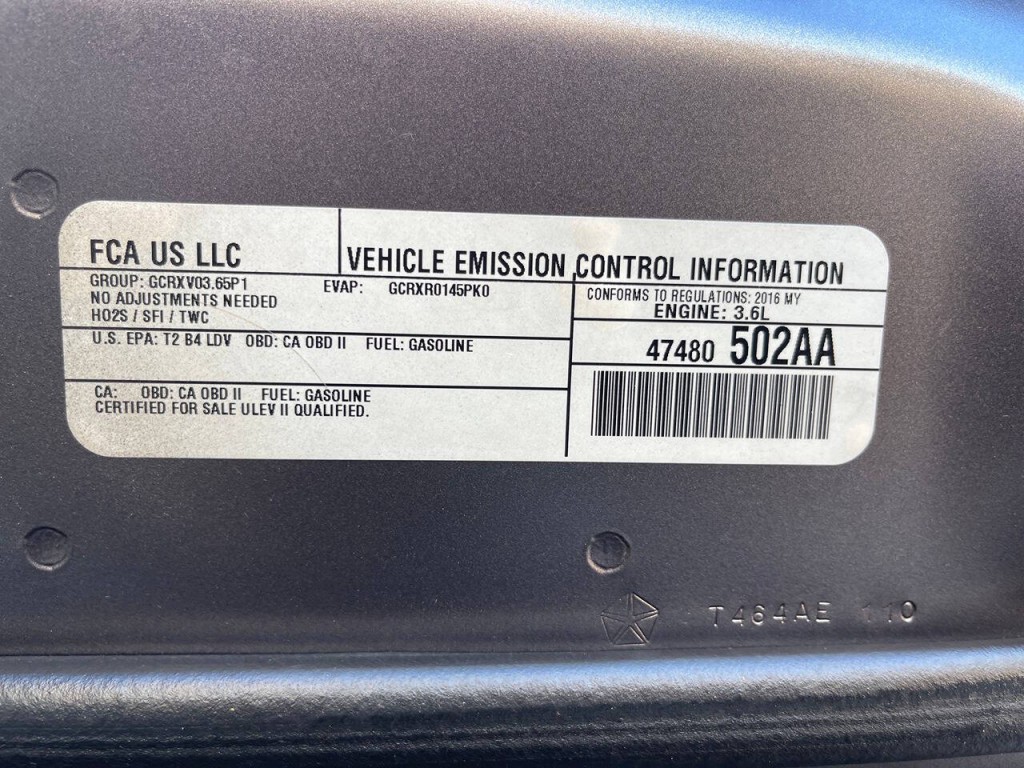 FCA US LLC
VEHICLE EMISSION CONTROL INFORMATION
GROUP: GCRXV03.65P1 EVAP: GCRXR0145PK0
NO ADJUSTMENTS NEEDED
HO2S / SFI / TWC
CONFORMS TO REGULATIONS: 2016 MY
ENGINE: 3.6L
U.S. EPA: T2 B4 LDV OBD: CA OBD II FUEL: GASOLINE
47480 502AA
CA: OBD: CA OBD II FUEL: GASOLINE
CERTIFIED FOR SALE ULEV II QUALIFIED.
T464AE 110